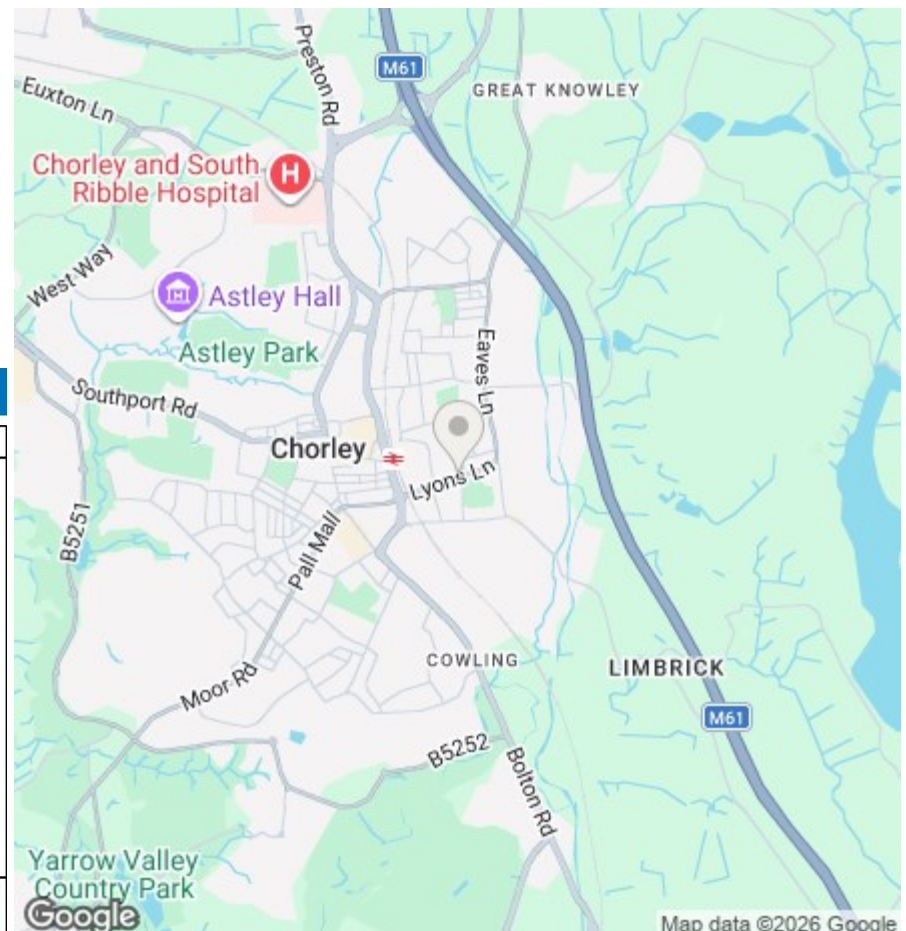 M61
GREAT KNOWLEY
Preston Rd
Euxton Ln
Chorley and South
Ribble Hospital
H
West Way
Astley Hall
Astley Park
Eaves Ln
Southport Rd
Chorley
Lyons Ln
B5251
Pall Mall
COWLING
LIMBRICK
Moor Rd
M61
B5252
Bolton Rd
Yarrow Valley
Country Park
Google
Map data ©2026 Google